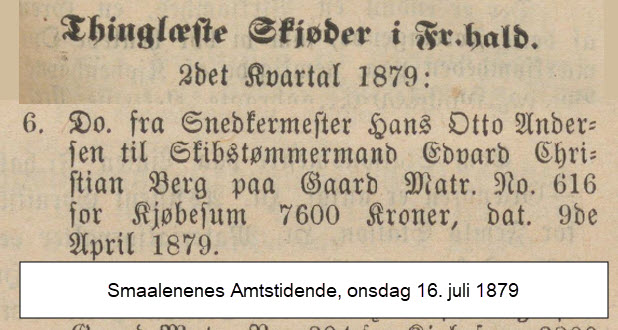 Thinglæste Skjøder i Fr.hald.
2det Kvartal 1879:
6. Do. fra Snedkermester Hans Otto Ander-
sen til Skibstømmermand Edvard Chri-
stian Berg paa Gaard Matr. No. 616
for Kjøbesum 7600 Kroner, dat. 9de
April 1879.
Smaalenenes Amtstidende, onsdag 16. juli 1879